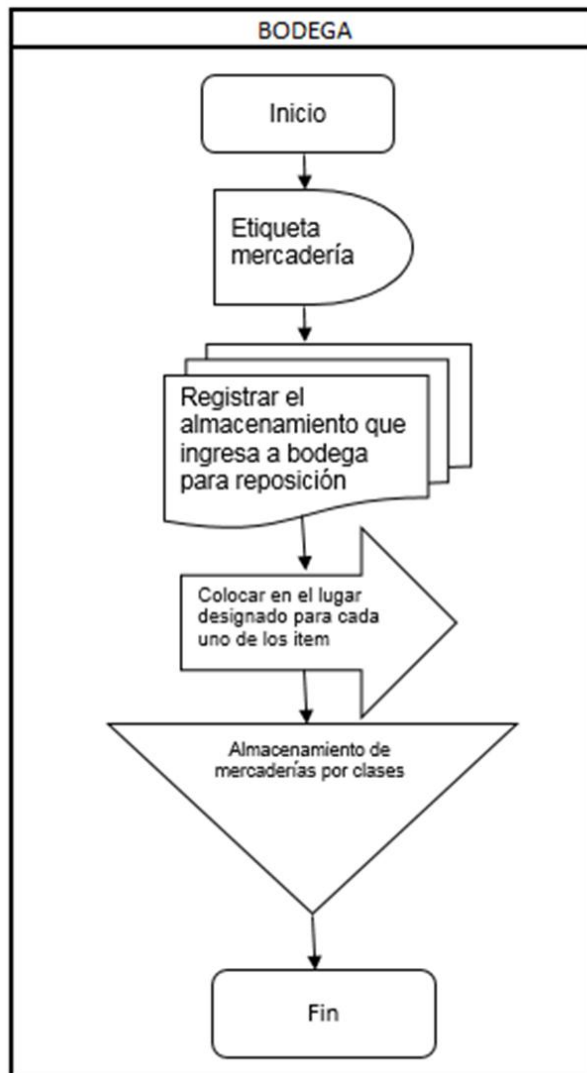 BODEGA
Inicio
Etiqueta
mercadería
Registrar el
almacenamiento que
ingresa a bodega
para reposición
Colocar en el lugar
designado para cada
uno de los item
Almacenamiento de
mercaderías por clases
Fin